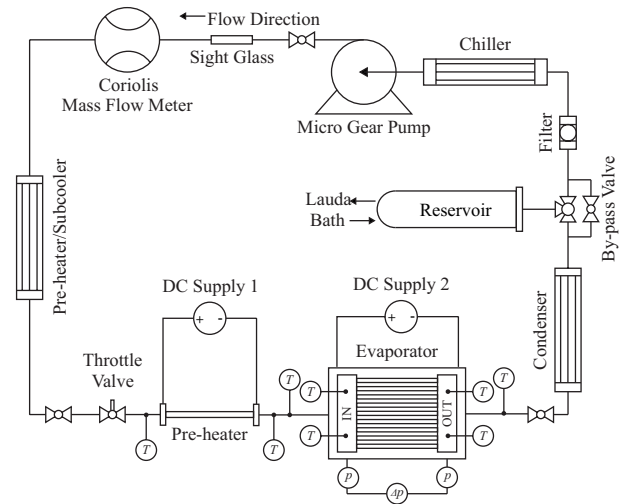 Flow Direction
Sight Glass
Coriolis
Mass Flow Meter
Micro Gear Pump
Chiller
Filter
By-pass Valve
Lauda
Bath
Reservoir
Pre-heater/Subcooler
Condenser
DC Supply 1
DC Supply 2
+ -
+ -
Evaporator
Throttle
Valve
Pre-heater
IN
OUT
T
T
T
T
T
T
T
T
p
Δp
p